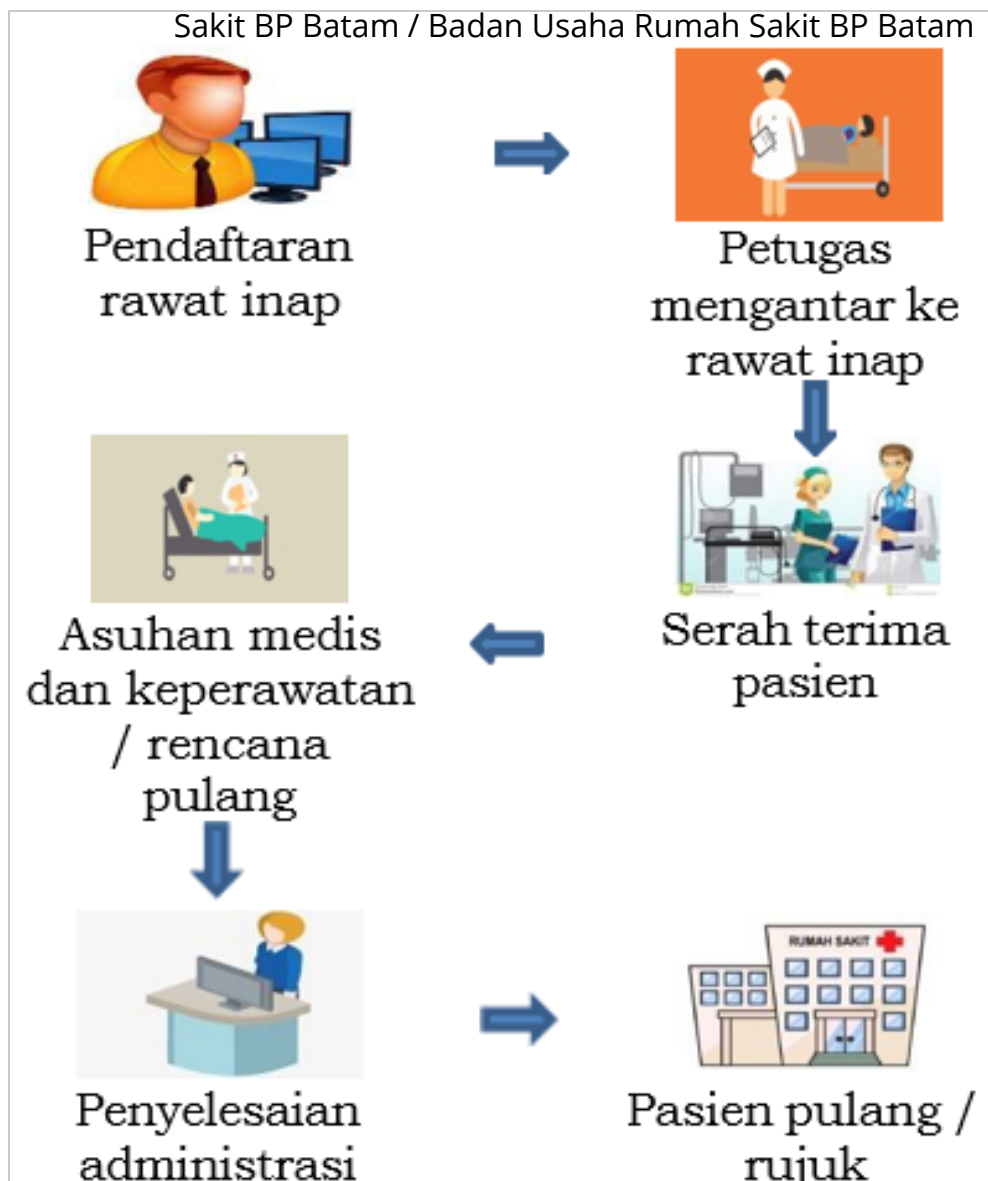 Sakit BP Batam / Badan Usaha Rumah Sakit BP Batam
Pendaftaran
rawat inap
Petugas
mengantar ke
rawat inap
Serah terima
pasien
Asuhan medis
dan keperawatan
/ rencana
pulang
Penyelesaian
administrasi
RUMAH SAKIT
Pasien pulang /
rujuk